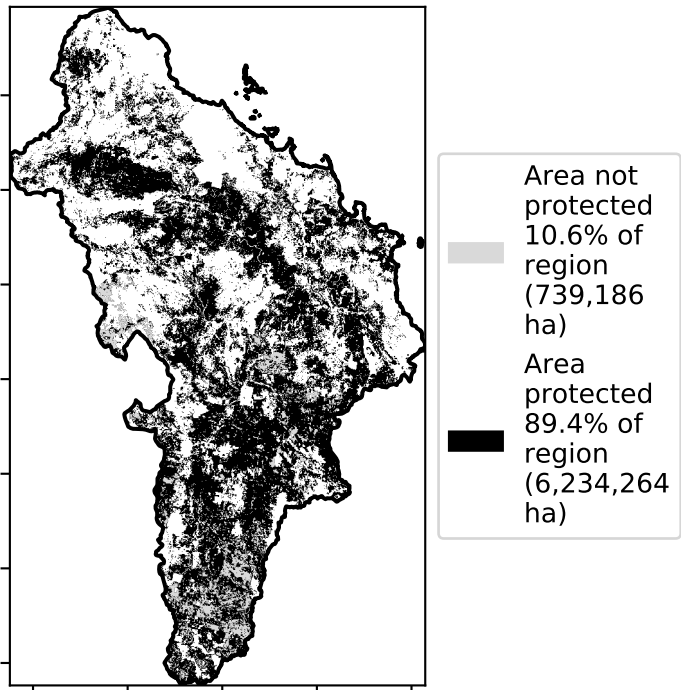 Area not
protected
10.6% of
region
(739,186
ha)
Area
protected
89.4% of
region
(6,234,264
ha)